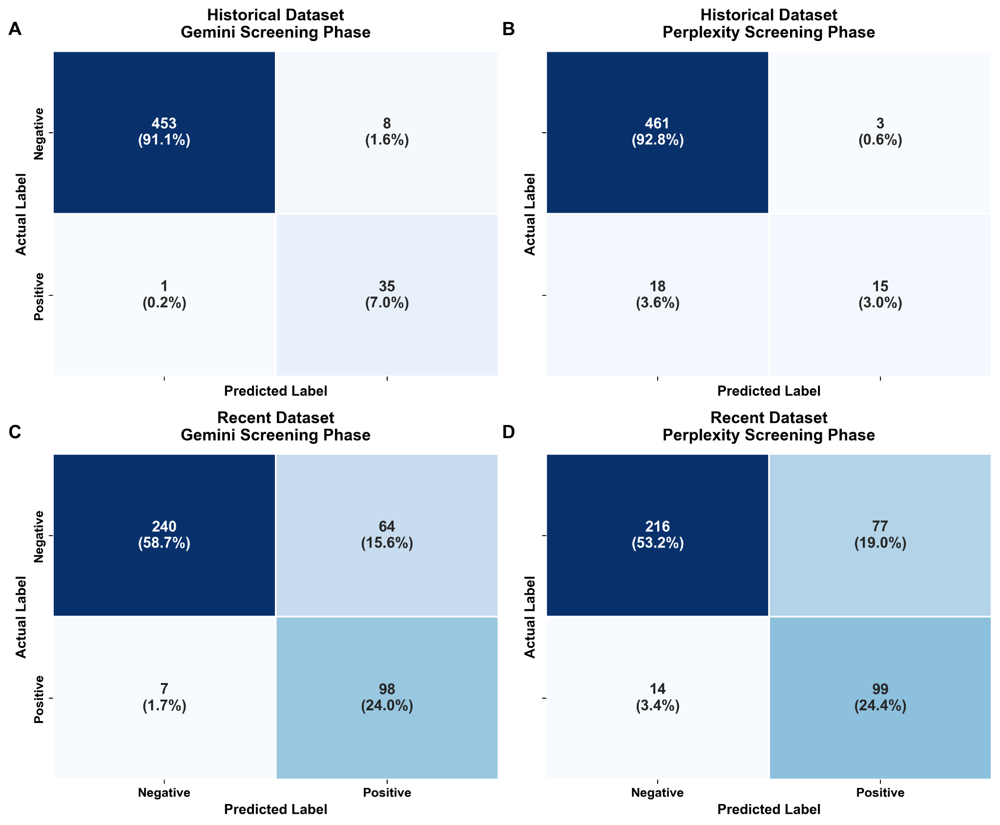 A
Historical Dataset
Gemini Screening Phase
Actual Label
Negative
Positive
453
(91.1%)
8
(1.6%)
1
(0.2%)
35
(7.0%)
Predicted Label
B
Historical Dataset
Perplexity Screening Phase
Actual Label
461
(92.8%)
3
(0.6%)
18
(3.6%)
15
(3.0%)
Predicted Label
C
Recent Dataset
Gemini Screening Phase
Actual Label
Negative
Positive
240
(58.7%)
64
(15.6%)
7
(1.7%)
98
(24.0%)
Negative
Positive
Predicted Label
D
Recent Dataset
Perplexity Screening Phase
Actual Label
216
(53.2%)
77
(19.0%)
14
(3.4%)
99
(24.4%)
Negative
Positive
Predicted Label